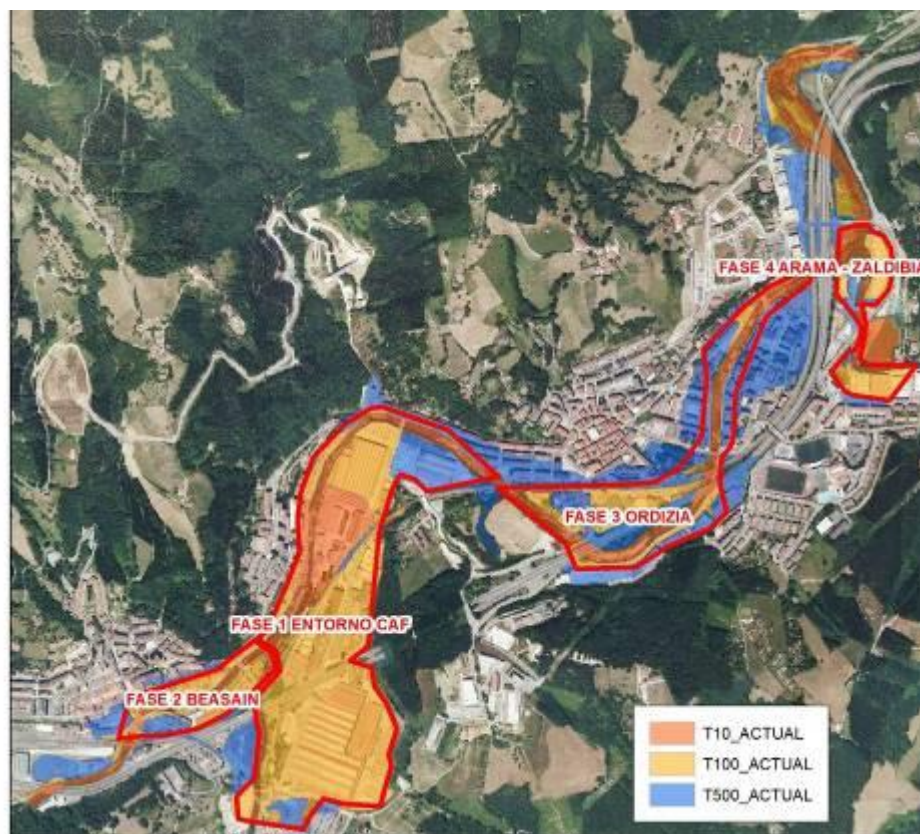 FASE 4 ARAMA - ZALDIBIA
FASE 3 ORDIZIA
FASE 1 ENTORNO CAF
FASE 2 BEASAIN
T10_ACTUAL
T100_ACTUAL
T500_ACTUAL